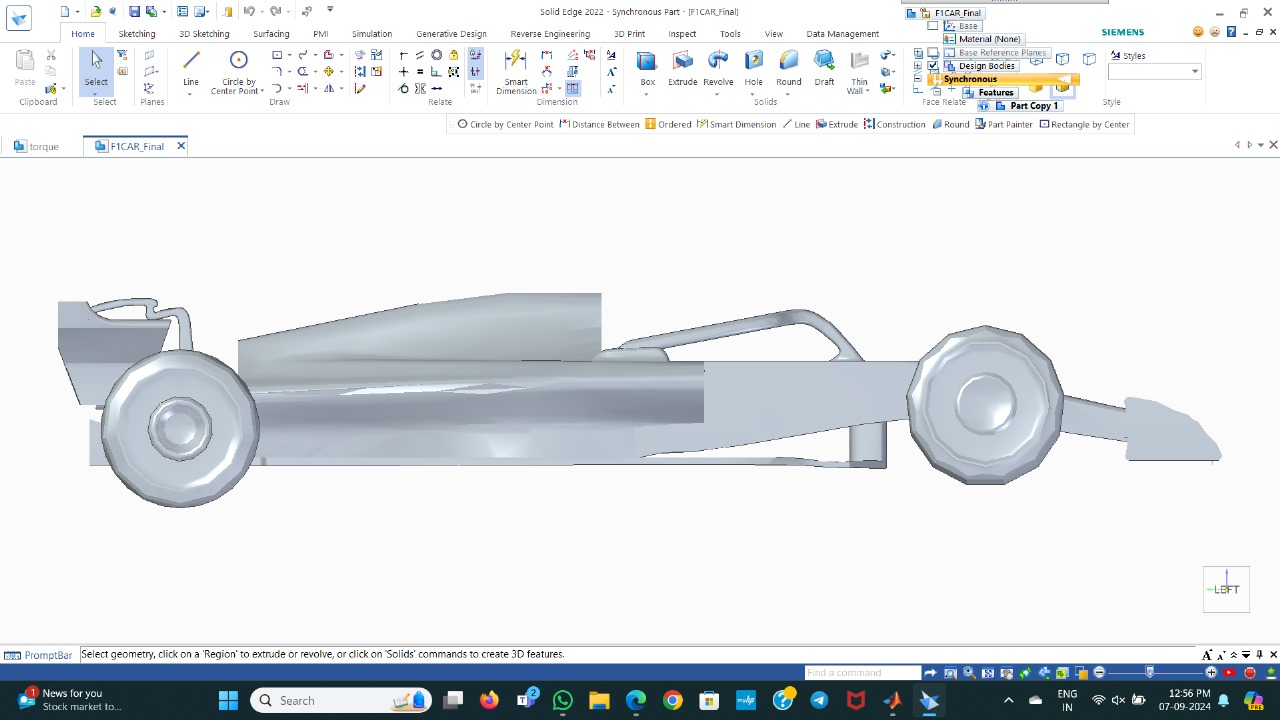 Solid Edge 2022 - Synchronous Part - [F1CAR_Final]
F1CAR_Final
Base
Material (None)
Base Reference Planes
Design Bodies
Synchronous
Features
Part Copy 1
Home Sketching 3D Sketching Surfacing PMI Simulation Generative Design Reverse Engineering 3D Print Inspect Tools View Data Management
SIEMENS
Paste
Select
Line
Circle by Center Point
Smart Dimension
Box
Extrude
Revolve
Hole
Round
Draft
Thin Wall
Styles
Clipboard Select Planes Draw Relate Dimension Solids Face Relate Style
Circle by Center Point Distance Between Ordered Smart Dimension Line Extrude Construction Round Part Painter Rectangle by Center
torque F1CAR_Final
LEFT
PromptBar Select geometry, click on a 'Region' to extrude or revolve, or click on 'Solids' commands to create 3D features.
Find a command
1 News for you
Stock market to...
Search
2
ENG
IN
12:56 PM
07-09-2024